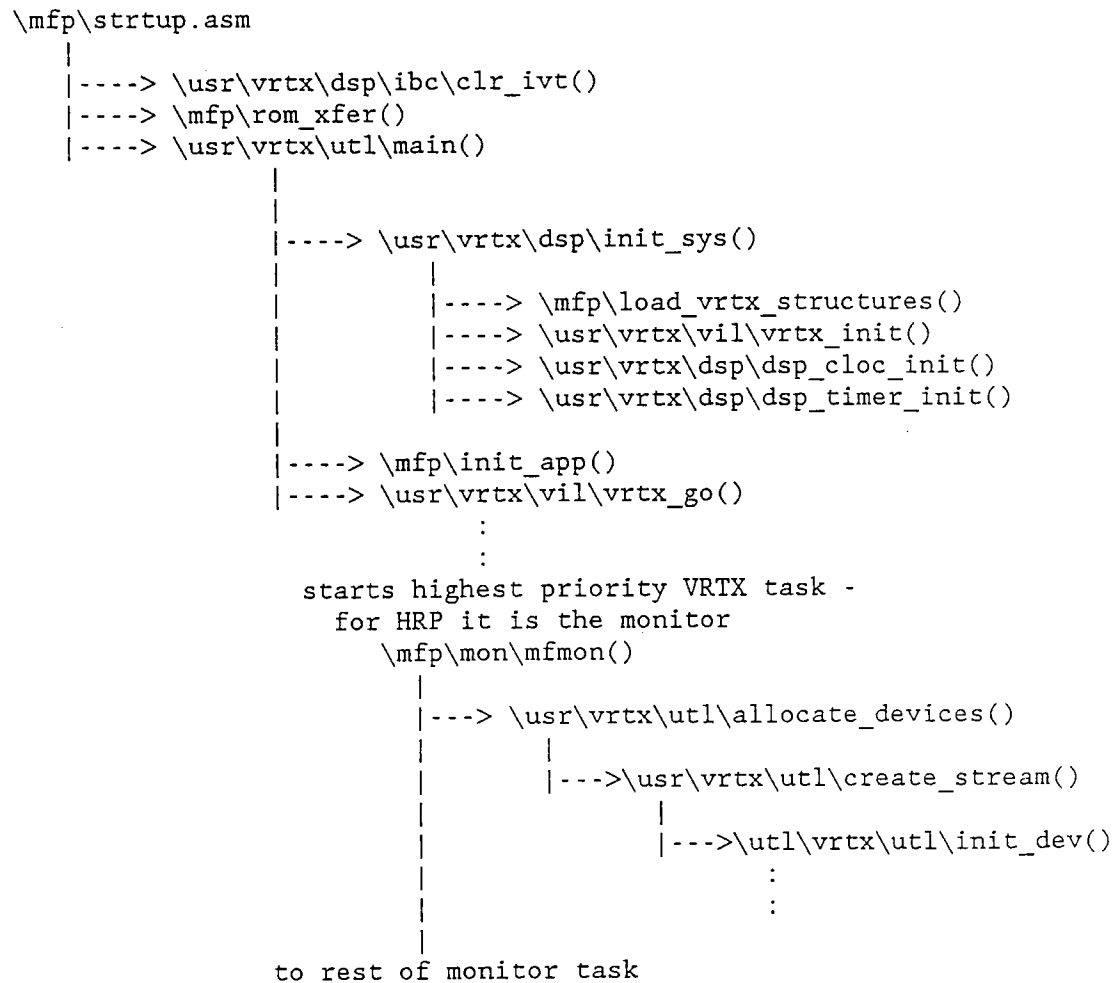 \mfp\strtup.asm
|----> \usr\vrtx\dsp\ibc\clr_ivt()
|----> \mfp\rom_xfer()
|----> \usr\vrtx\utl\main()
|----> \usr\vrtx\dsp\init_sys()
|----> \mfp\load_vrtx_structures()
|----> \usr\vrtx\vil\vrtx_init()
|----> \usr\vrtx\dsp\dsp_cloc_init()
|----> \usr\vrtx\dsp\dsp_timer_init()
|----> \mfp\init_app()
|----> \usr\vrtx\vil\vrtx_go()
:
:
starts highest priority VRTX task -
for HRP it is the monitor
\mfp\mon\mfmon()
|---> \usr\vrtx\utl\allocate_devices()
|--->\usr\vrtx\utl\create_stream()
|--->\utl\vrtx\utl\init_dev()
:
:
to rest of monitor task